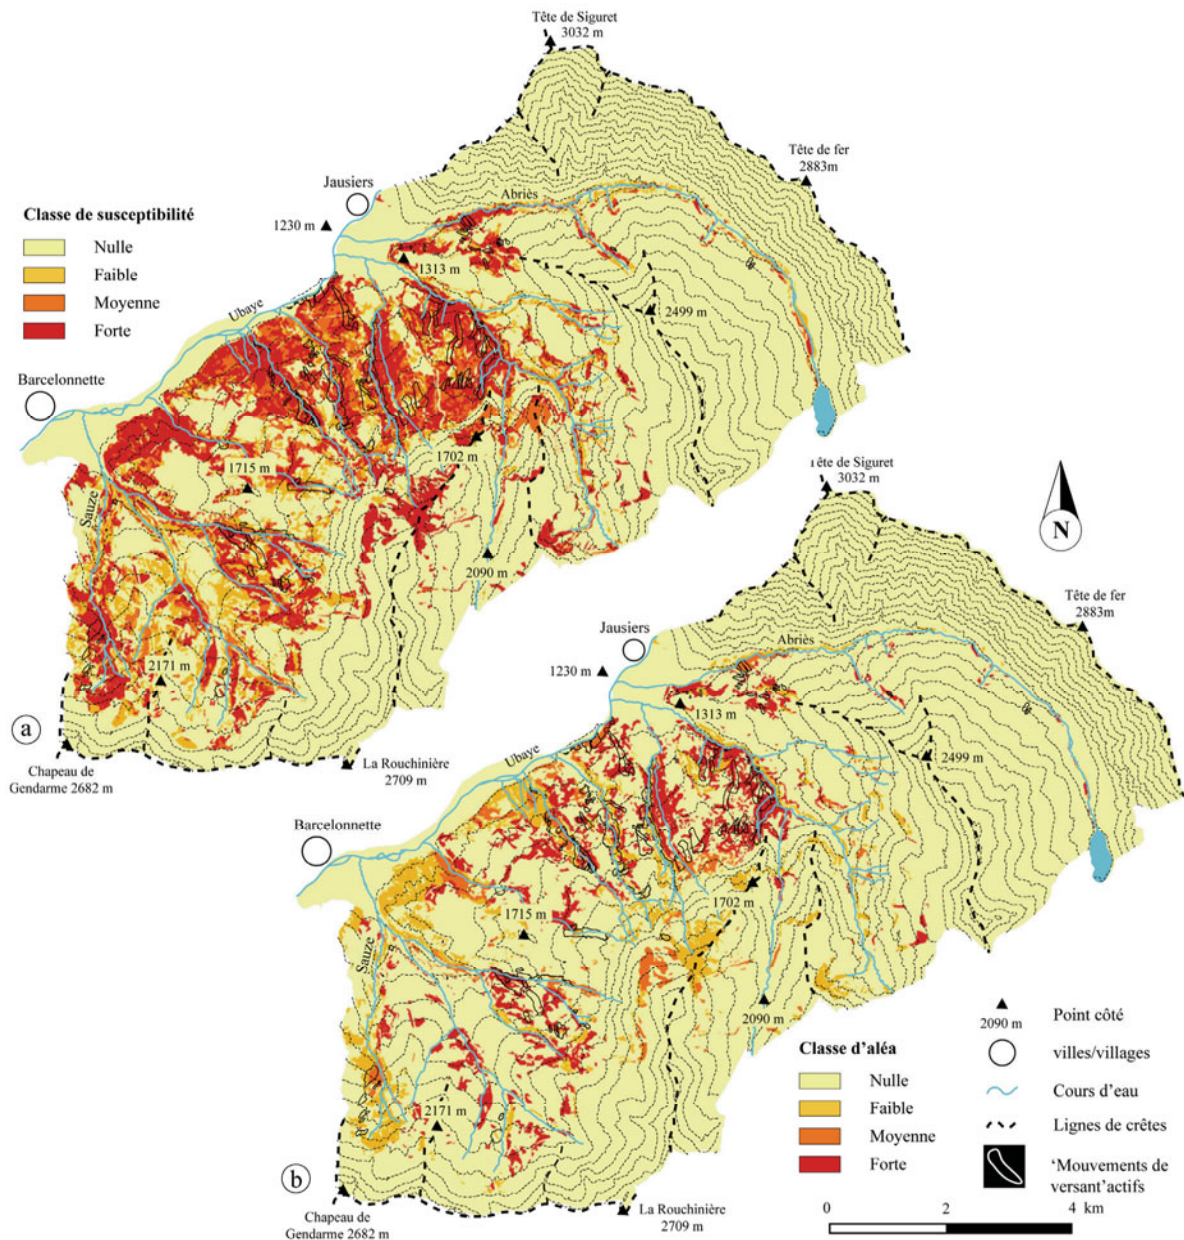 Tête de Siguret
3032 m
Tête de fer
2883m
Jausiers
Abriès
1230 m
1313 m
Classe de susceptibilité
Nulle
Faible
Moyenne
Forte
2499 m
Ubaye
Barcelonnette
1702 m
1715 m
Sauze
2090 m
2171 m
a
Chapeau de
Gendarme 2682 m
La Rouchinière
2709 m
N
Tête de Siguret
3032 m
Tête de fer
2883m
Jausiers
Abriès
1230 m
1313 m
2499 m
Ubaye
Barcelonnette
1702 m
1715 m
Sauze
2090 m
2171 m
b
Chapeau de
Gendarme 2682 m
La Rouchinière
2709 m
Classe d'aléa
Nulle
Faible
Moyenne
Forte
2090 m
Point côté
villes/villages
Cours d'eau
Lignes de crêtes
‘Mouvements de
versant’actifs
0 2 4 km